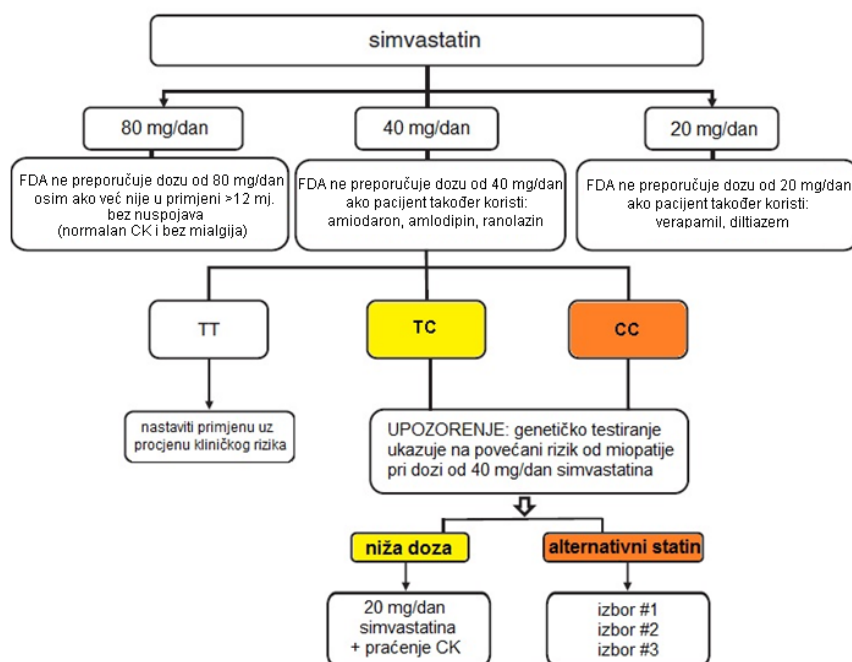 simvastatin
80 mg/dan
40 mg/dan
20 mg/dan
FDA ne preporučuje dozu od 80 mg/dan
osim ako već nije u primjeni >12 mj.
bez nuspojava
(normalan CK i bez mialgija)
FDA ne preporučuje dozu od 40 mg/dan
ako pacijent također koristi:
amiodaron, amlodipin, ranolazin
FDA ne preporučuje dozu od 20 mg/dan
ako pacijent također koristi:
verapamil, diltiazem
TT
TC
CC
nastaviti primjenu uz
procjenu kliničkog rizika
UPOZORENJE: genetičko testiranje
ukazuje na povećani rizik od miopatije
pri dozi od 40 mg/dan simvastatina
niža doza
alternativni statin
20 mg/dan
simvastatina
+ praćenje CK
izbor #1
izbor #2
izbor #3